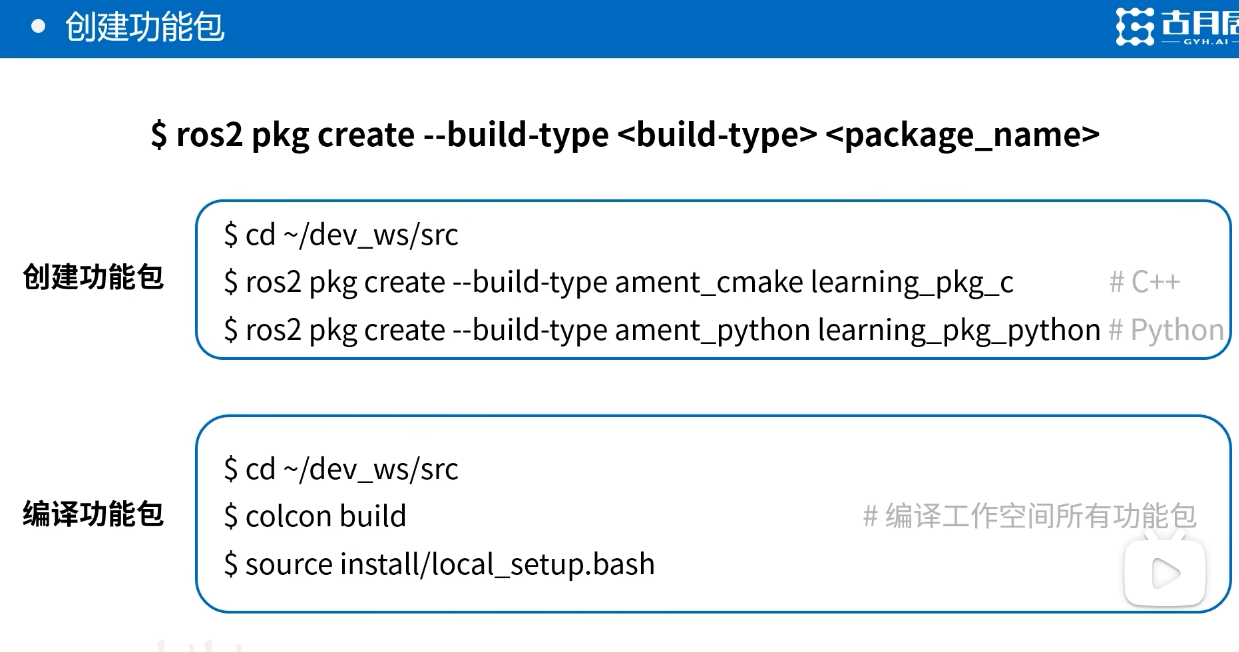 创建功能包
古月居
GYH.AI
$ ros2 pkg create --build-type <build-type> <package_name>
创建功能包
$ cd ~/dev_ws/src
$ ros2 pkg create --build-type ament_cmake learning_pkg_c # C++
$ ros2 pkg create --build-type ament_python learning_pkg_python # Python
编译功能包
$ cd ~/dev_ws/src
$ colcon build # 编译工作空间所有功能包
$ source install/local_setup.bash